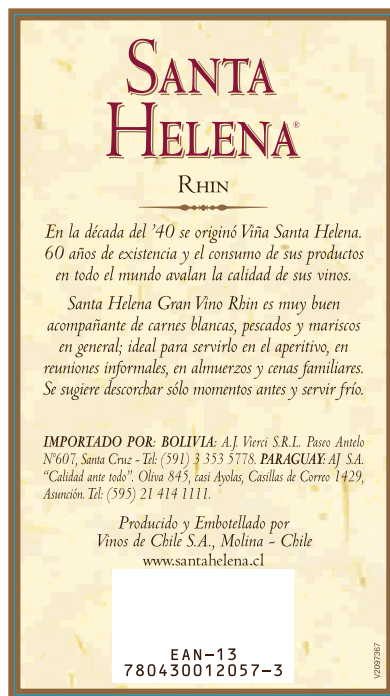 SANTA
HELENA®
RHIN
En la década del '40 se originó Viña Santa Helena.
60 años de existencia y el consumo de sus productos
en todo el mundo avalan la calidad de sus vinos.
Santa Helena Gran Vino Rhin es muy buen
acompañante de carnes blancas, pescados y mariscos
en general; ideal para servirlo en el aperitivo, en
reuniones informales, en almuerzos y cenas familiares.
Se sugiere descorchar sólo momentos antes y servir frío.
IMPORTADO POR: BOLIVIA: A.J. Vierci S.R.L. Paseo Antelo
N°607, Santa Cruz - Tel: (591) 3 353 5778. PARAGUAY: AJ S.A.
"Calidad ante todo". Oliva 845, casi Ayolas, Casillas de Correo 1429,
Asunción. Tel: (595) 21 414 1111.
Producido y Embotellado por
Vinos de Chile S.A., Molina - Chile
www.santahelena.cl
EAN-13
780430012057-3
V2097367